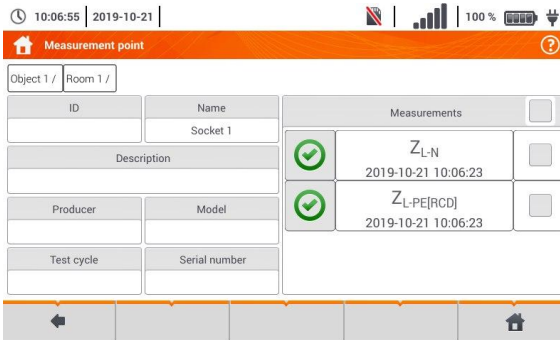 10:06:55 2019-10-21 100 %
Measurement point ?
Object 1 / Room 1 /
ID Name Measurements
Socket 1
Description
Z L-N
2019-10-21 10:06:23
Z L-PE[RCD]
2019-10-21 10:06:23
Producer Model
Test cycle Serial number